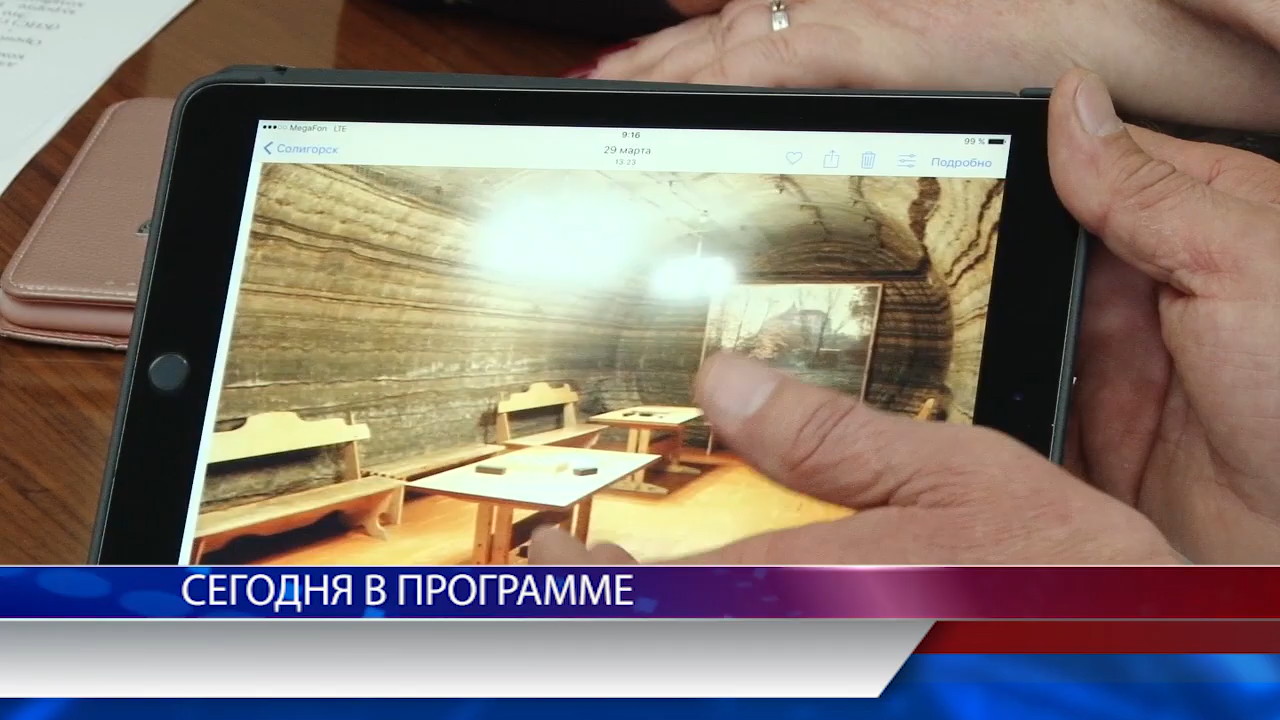 MegaFon LTE
9:16
99 %
Солигорск
29 марта
13:23
Подробно
СЕГОДНЯ В ПРОГРАММЕ